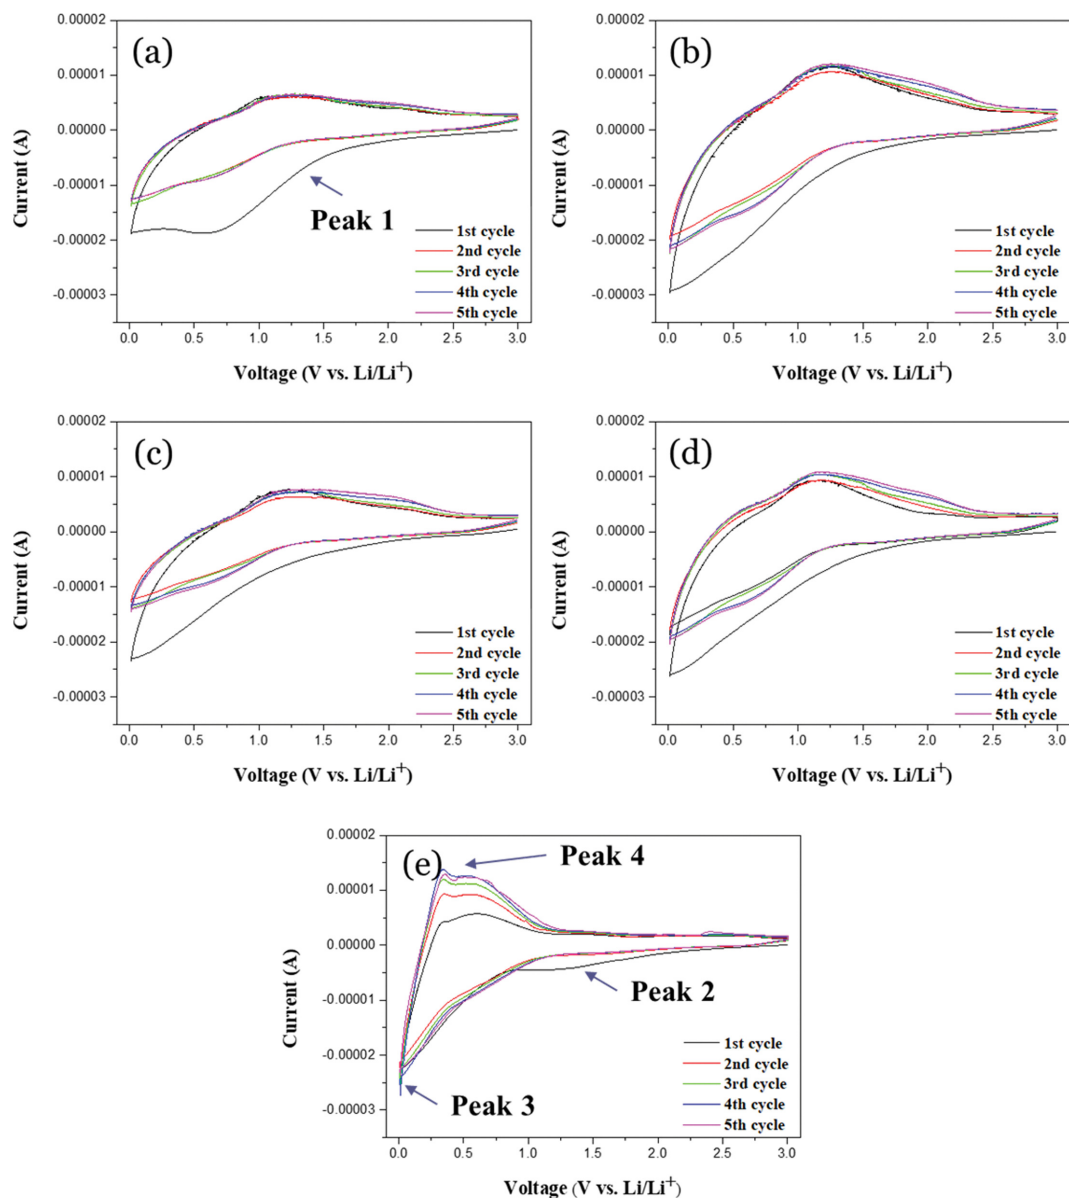 (a)
0.00002
0.00001
0.00000
-0.00001
-0.00002
-0.00003
Current (A)
Peak 1
1st cycle
2nd cycle
3rd cycle
4th cycle
5th cycle
0.0 0.5 1.0 1.5 2.0 2.5 3.0
Voltage (V vs. Li/Li⁺)
(b)
0.00002
0.00001
0.00000
-0.00001
-0.00002
-0.00003
Current (A)
1st cycle
2nd cycle
3rd cycle
4th cycle
5th cycle
0.0 0.5 1.0 1.5 2.0 2.5 3.0
Voltage (V vs. Li/Li⁺)
(c)
0.00002
0.00001
0.00000
-0.00001
-0.00002
-0.00003
Current (A)
1st cycle
2nd cycle
3rd cycle
4th cycle
5th cycle
0.0 0.5 1.0 1.5 2.0 2.5 3.0
Voltage (V vs. Li/Li⁺)
(d)
0.00002
0.00001
0.00000
-0.00001
-0.00002
-0.00003
Current (A)
1st cycle
2nd cycle
3rd cycle
4th cycle
5th cycle
0.0 0.5 1.0 1.5 2.0 2.5 3.0
Voltage (V vs. Li/Li⁺)
(e)
0.00002
0.00001
0.00000
-0.00001
-0.00002
-0.00003
Current (A)
Peak 4
Peak 2
Peak 3
1st cycle
2nd cycle
3rd cycle
4th cycle
5th cycle
0.0 0.5 1.0 1.5 2.0 2.5 3.0
Voltage (V vs. Li/Li⁺)